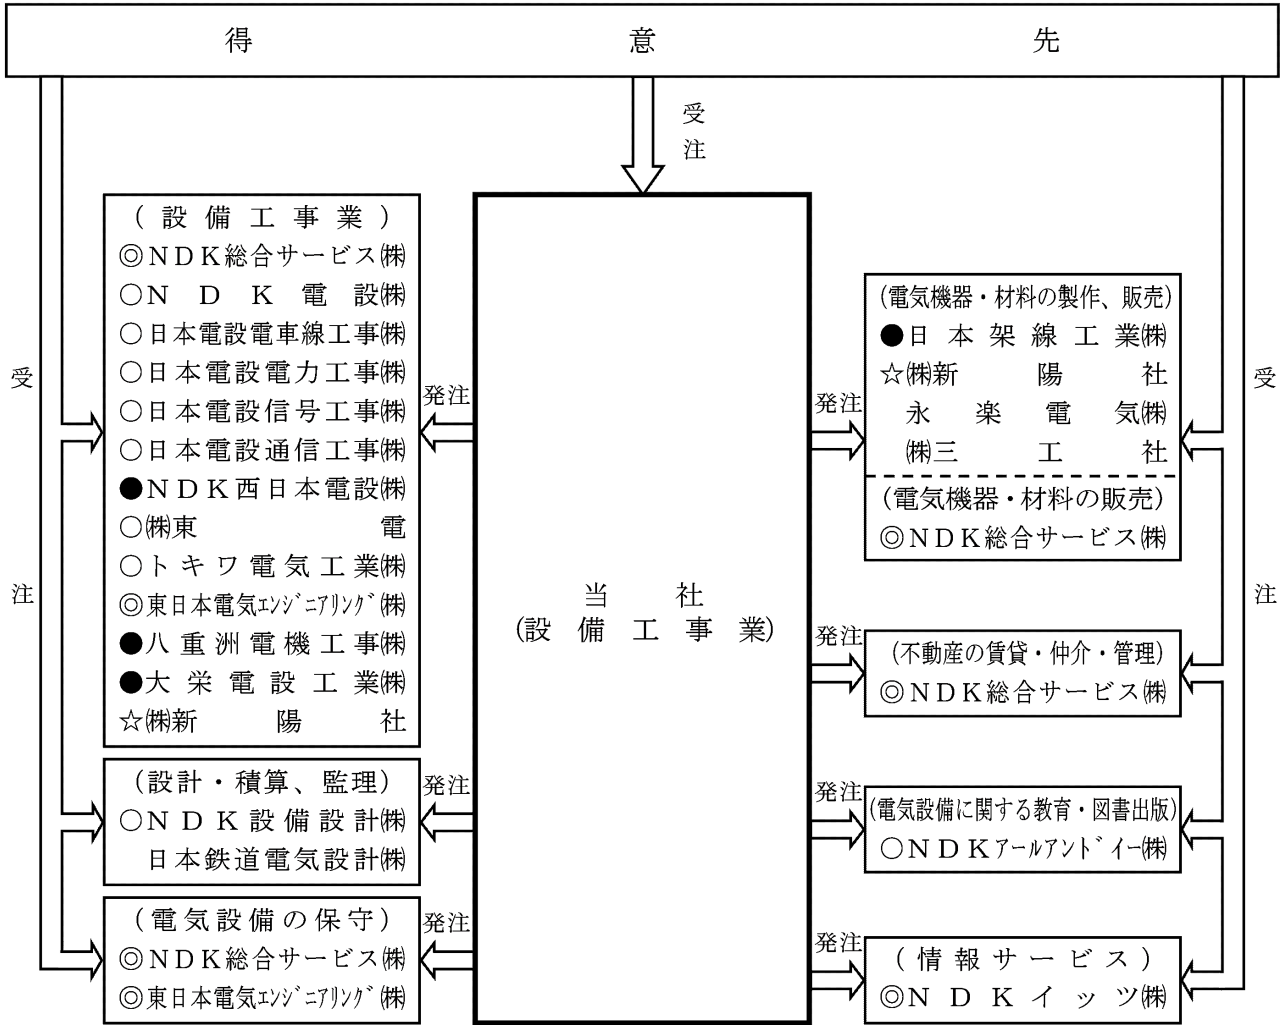 得意先
受注
受注
受注
(設備工事業)
◎NDK総合サービス㈱
○NDK電設㈱
○日本電設電車線工事㈱
○日本電設電力工事㈱
○日本電設信号工事㈱
○日本電設通信工事㈱
●NDK西日本電設㈱
○㈱東電
○トキワ電気工業㈱
◎東日本電気ｴﾝｼﾞﾆｱﾘﾝｸﾞ㈱
●八重洲電機工事㈱
●大栄電設工業㈱
☆㈱新陽社
発注
(設計・積算、監理)
○NDK設備設計㈱
日本鉄道電気設計㈱
発注
(電気設備の保守)
◎NDK総合サービス㈱
◎東日本電気ｴﾝｼﾞﾆｱﾘﾝｸﾞ㈱
発注
当社
(設備工事業)
発注
(電気機器・材料の製作、販売)
●日本架線工業㈱
☆㈱新陽社
永楽電気㈱
㈱三工社
(電気機器・材料の販売)
◎NDK総合サービス㈱
発注
(不動産の賃貸・仲介・管理)
◎NDK総合サービス㈱
発注
(電気設備に関する教育・図書出版)
○NDKｱｰﾙｱﾝﾄﾞｲｰ㈱
発注
(情報サービス)
◎NDKイッツ㈱